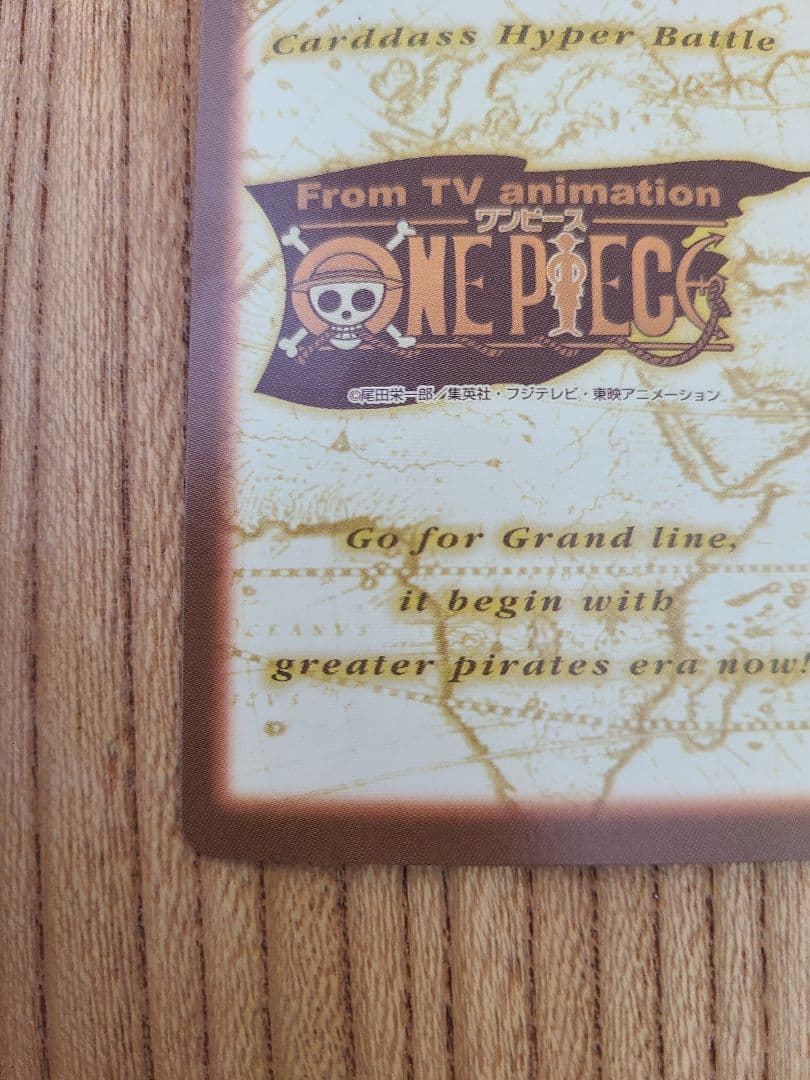 Carddass Hyper Battle
From TV animation
ワンピース
ONE PIECE
©尾田栄一郎／集英社・フジテレビ・東映アニメーション
Go for Grand line,
it begin with
OCEANVS
greater pirates era now!